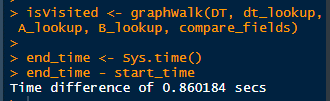 > isVisited <- graphWalk(DT, dt_lookup,
A_lookup, B_lookup, compare_fields)
>
> end_time <- Sys.time()
> end_time - start_time
Time difference of 0.860184 secs
>